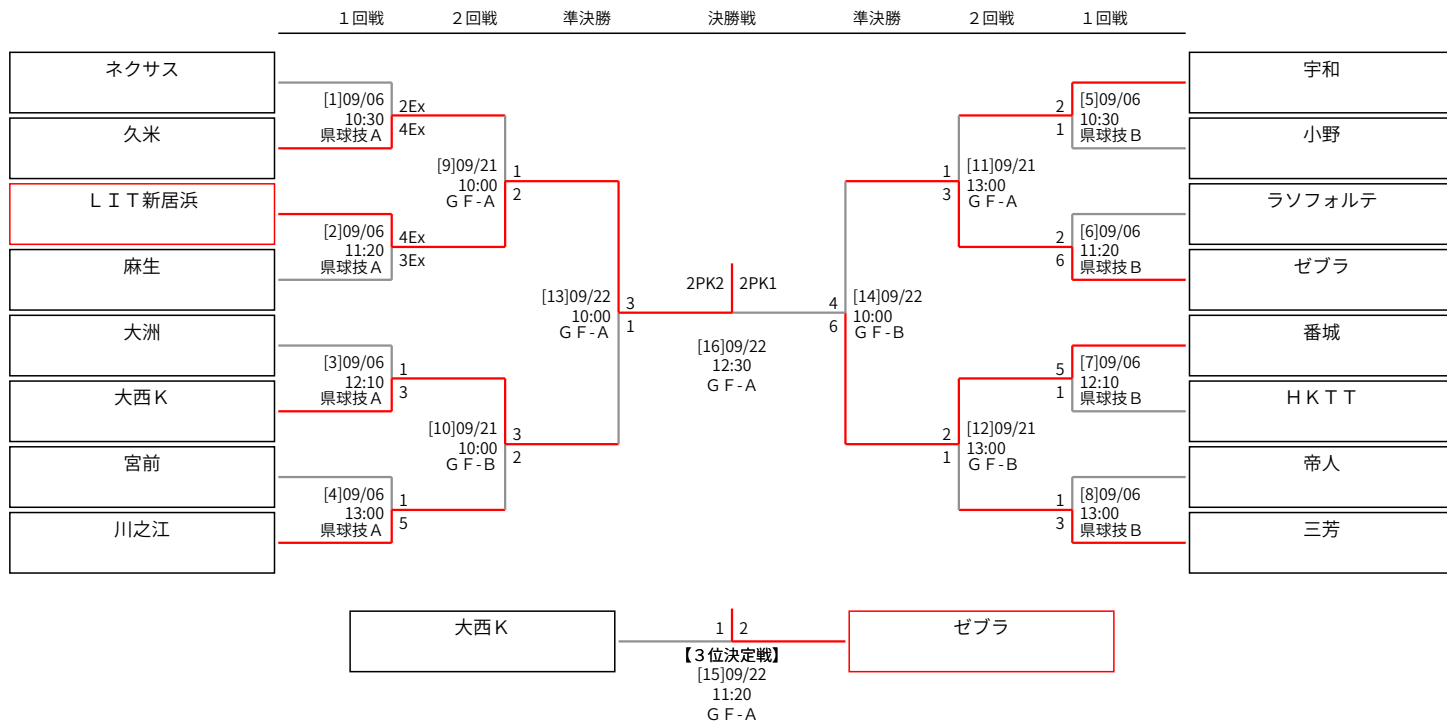 １回戦 ２回戦 準決勝 決勝戦 準決勝 ２回戦 １回戦
ネクサス
久米
ＬＩＴ新居浜
麻生
大洲
大西Ｋ
宮前
川之江
[1]09/06
10:30
県球技Ａ
2Ex
4Ex
[2]09/06
11:20
県球技Ａ
4Ex
3Ex
[3]09/06
12:10
県球技Ａ
1
3
[4]09/06
13:00
県球技Ａ
1
5
[9]09/21
10:00
ＧＦ-Ａ
1
2
[10]09/21
10:00
ＧＦ-Ｂ
3
2
[13]09/22
10:00
ＧＦ-Ａ
3
1
2PK2 2PK1
[16]09/22
12:30
ＧＦ-Ａ
4
6
[14]09/22
10:00
ＧＦ-Ｂ
1
3
[11]09/21
13:00
ＧＦ-Ａ
2
1
[12]09/21
13:00
ＧＦ-Ｂ
2
1
[5]09/06
10:30
県球技Ｂ
2
6
[6]09/06
11:20
県球技Ｂ
5
1
[7]09/06
12:10
県球技Ｂ
1
3
[8]09/06
13:00
県球技Ｂ
宇和
小野
ラソフォルテ
ゼブラ
番城
ＨＫＴＴ
帝人
三芳
大西Ｋ
1 2
ゼブラ
【３位決定戦】
[15]09/22
11:20
ＧＦ-Ａ